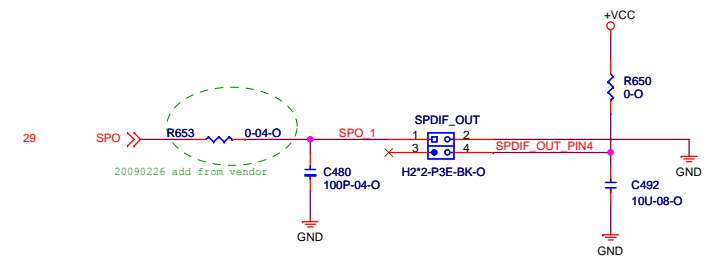 +VCC
R650
0-O
SPDIF_OUT
29
SPO
R653
0-04-O
SPO_1
1
2
3
4
SPDIF_OUT_PIN4
GND
20090226 add from vendor
C480
100P-04-O
H2*2-P3E-BK-O
C492
10U-08-O
GND
GND